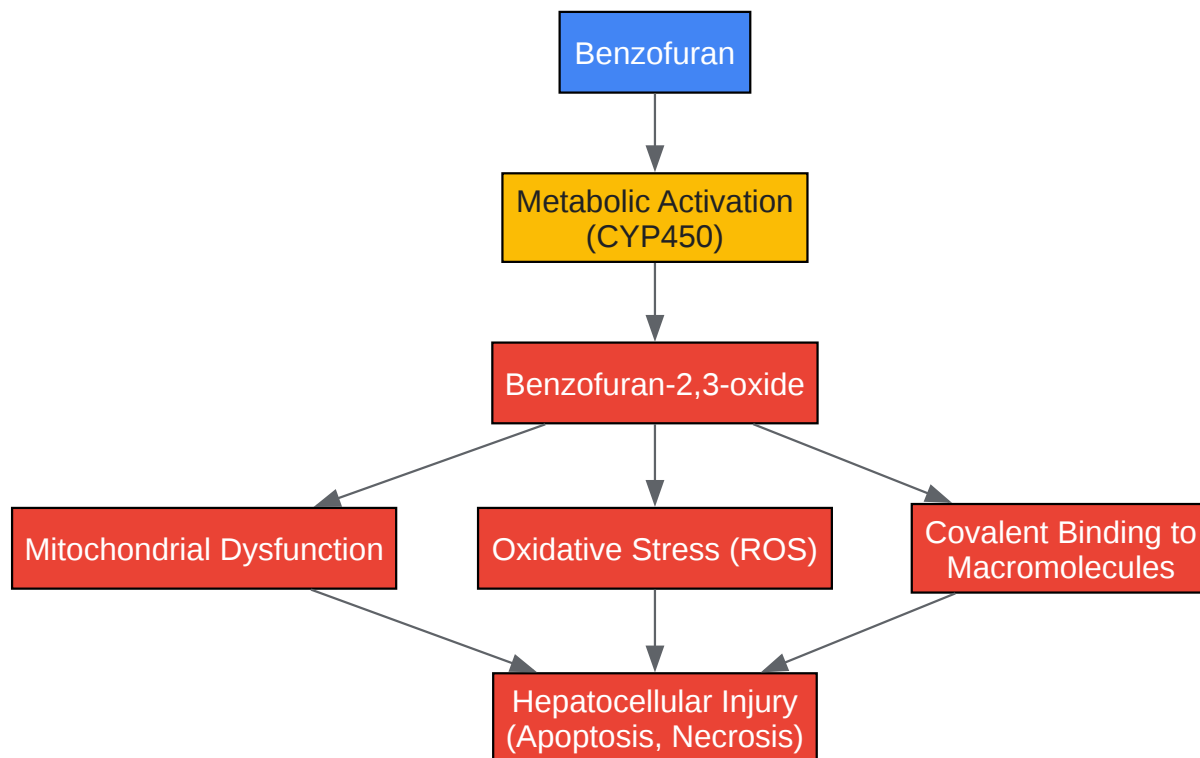 Benzofuran
Metabolic Activation
(CYP450)
Benzofuran-2,3-oxide
Mitochondrial Dysfunction
Oxidative Stress (ROS)
Covalent Binding to
Macromolecules
Hepatocellular Injury
(Apoptosis, Necrosis)